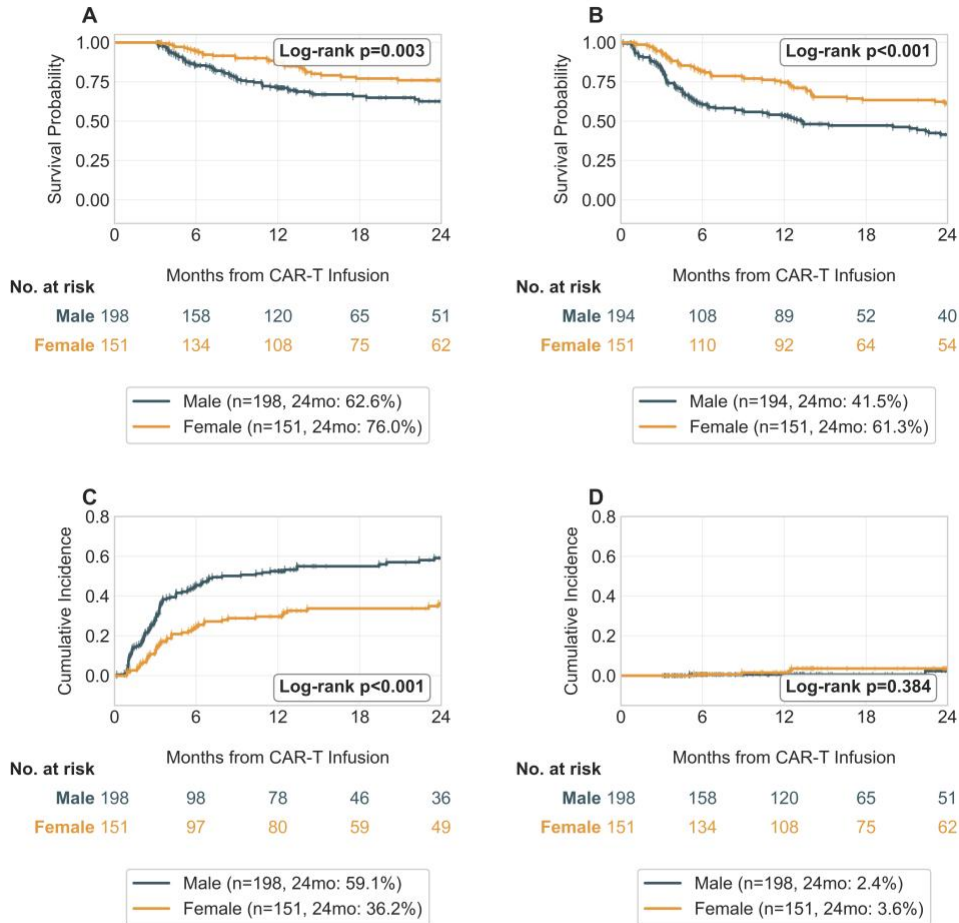 A
Survival Probability
1.00
0.75
0.50
0.25
0.00
Log-rank p=0.003
0 6 12 18 24
Months from CAR-T Infusion
No. at risk
Male 198 158 120 65 51
Female 151 134 108 75 62
Male (n=198, 24mo: 62.6%)
Female (n=151, 24mo: 76.0%)
B
Survival Probability
1.00
0.75
0.50
0.25
0.00
Log-rank p<0.001
0 6 12 18 24
Months from CAR-T Infusion
No. at risk
Male 194 108 89 52 40
Female 151 110 92 64 54
Male (n=194, 24mo: 41.5%)
Female (n=151, 24mo: 61.3%)
C
Cumulative Incidence
0.8
0.6
0.4
0.2
0.0
Log-rank p<0.001
0 6 12 18 24
Months from CAR-T Infusion
No. at risk
Male 198 98 78 46 36
Female 151 97 80 59 49
Male (n=198, 24mo: 59.1%)
Female (n=151, 24mo: 36.2%)
D
Cumulative Incidence
0.8
0.6
0.4
0.2
0.0
Log-rank p=0.384
0 6 12 18 24
Months from CAR-T Infusion
No. at risk
Male 198 158 120 65 51
Female 151 134 108 75 62
Male (n=198, 24mo: 2.4%)
Female (n=151, 24mo: 3.6%)